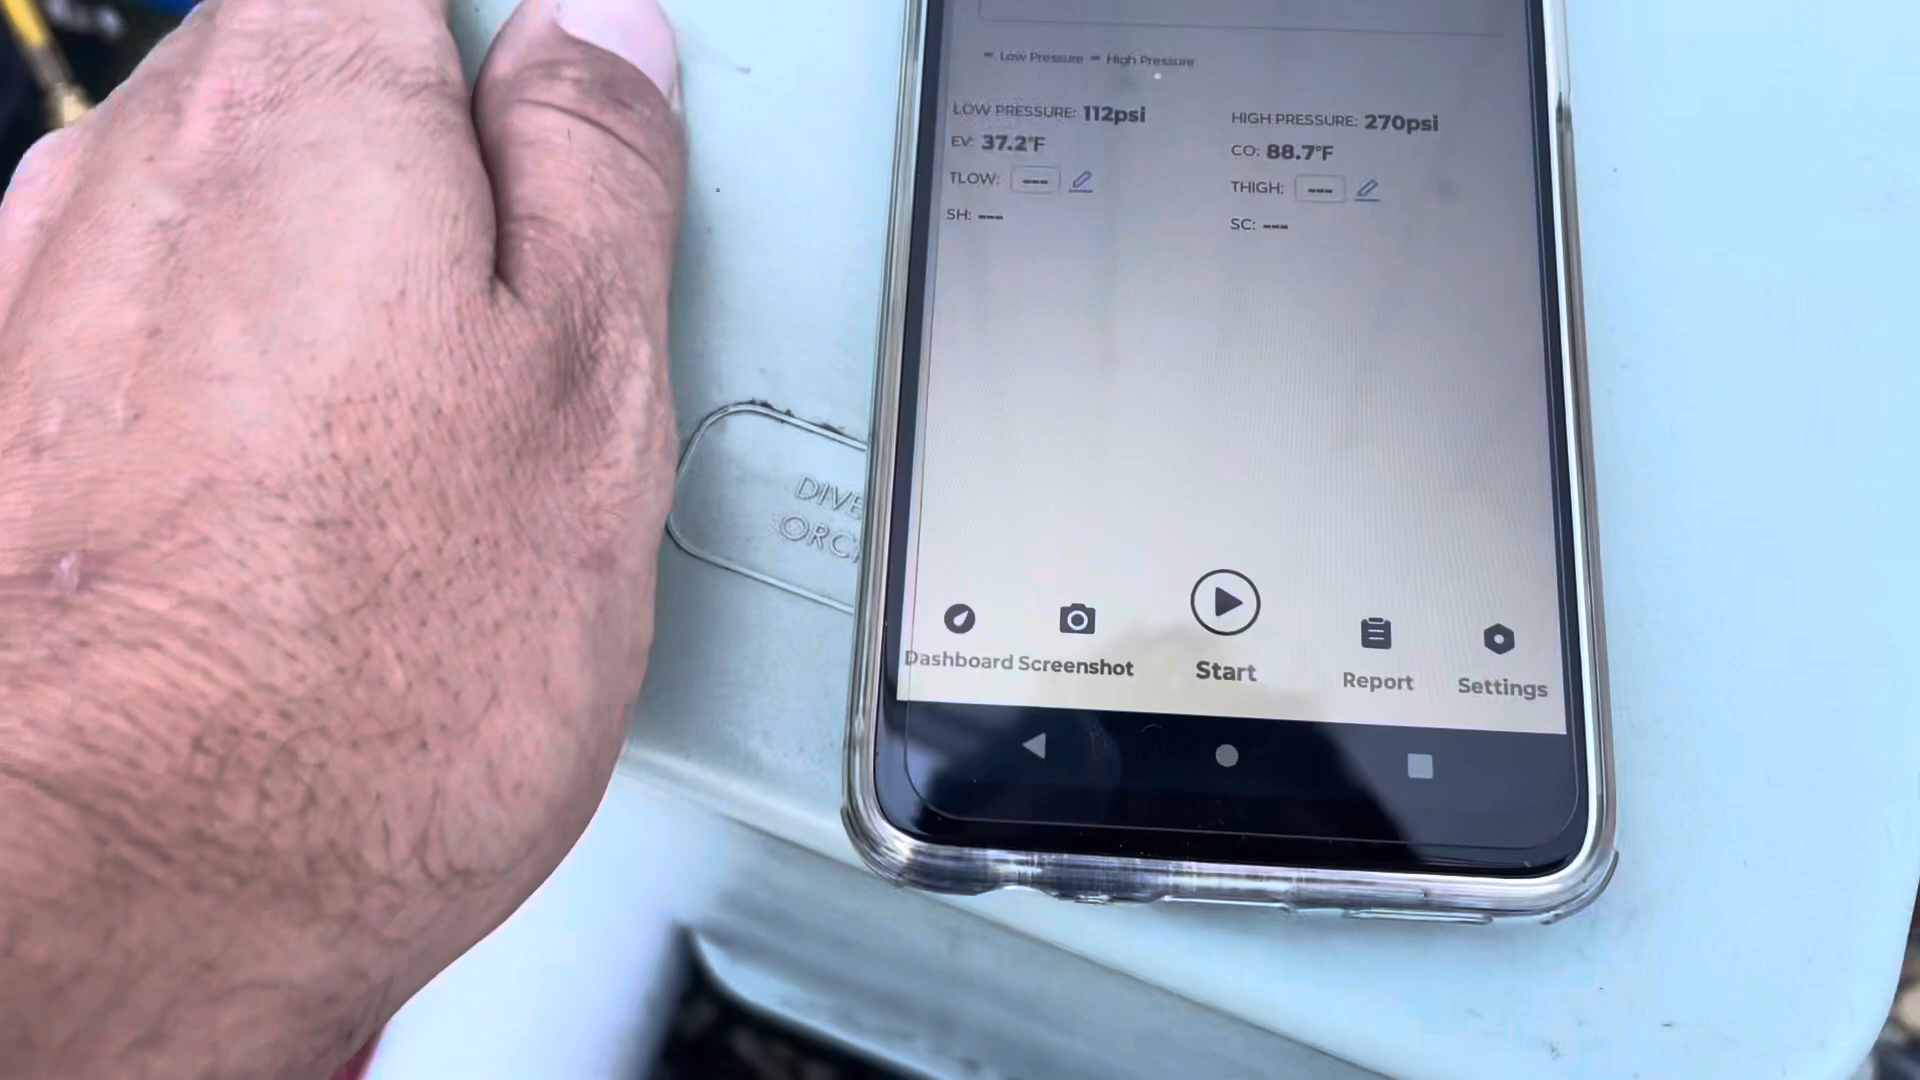 Low Pressure High Pressure
LOW PRESSURE: 112psi
EV: 37.2°F
TLOW: ---
SH: ---
HIGH PRESSURE: 270psi
CO: 88.7°F
THIGH: ---
SC: ---
DIVE
ORC
Dashboard
Screenshot
Start
Report
Settings